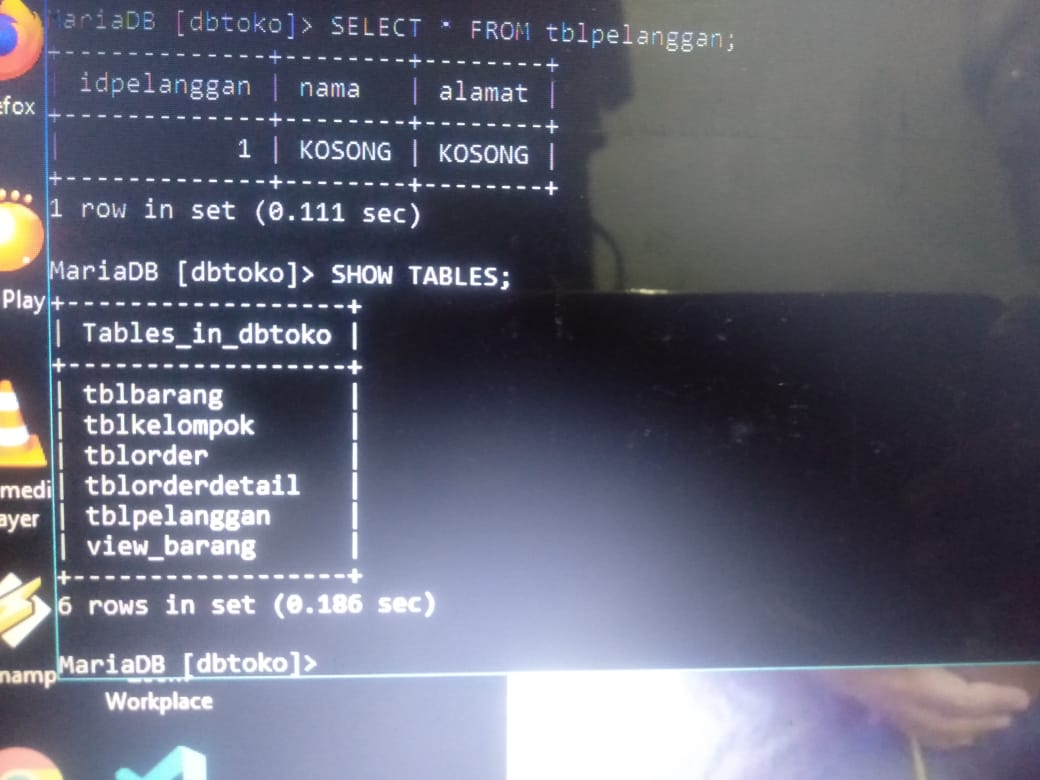 MariaDB [dbtoko]> SELECT * FROM tblpelanggan;
+-------------+--------+--------+
| idpelanggan | nama | alamat |
+-------------+--------+--------+
| 1 | KOSONG | KOSONG |
+-------------+--------+--------+
1 row in set (0.111 sec)
MariaDB [dbtoko]> SHOW TABLES;
+------------------+
| Tables_in_dbtoko |
+------------------+
| tblbarang |
| tblkelompok |
| tblorder |
| tblorderdetail |
| tblpelanggan |
| view_barang |
+------------------+
6 rows in set (0.186 sec)
MariaDB [dbtoko]>
efox
Play
medi
ayer
namp
Workplace